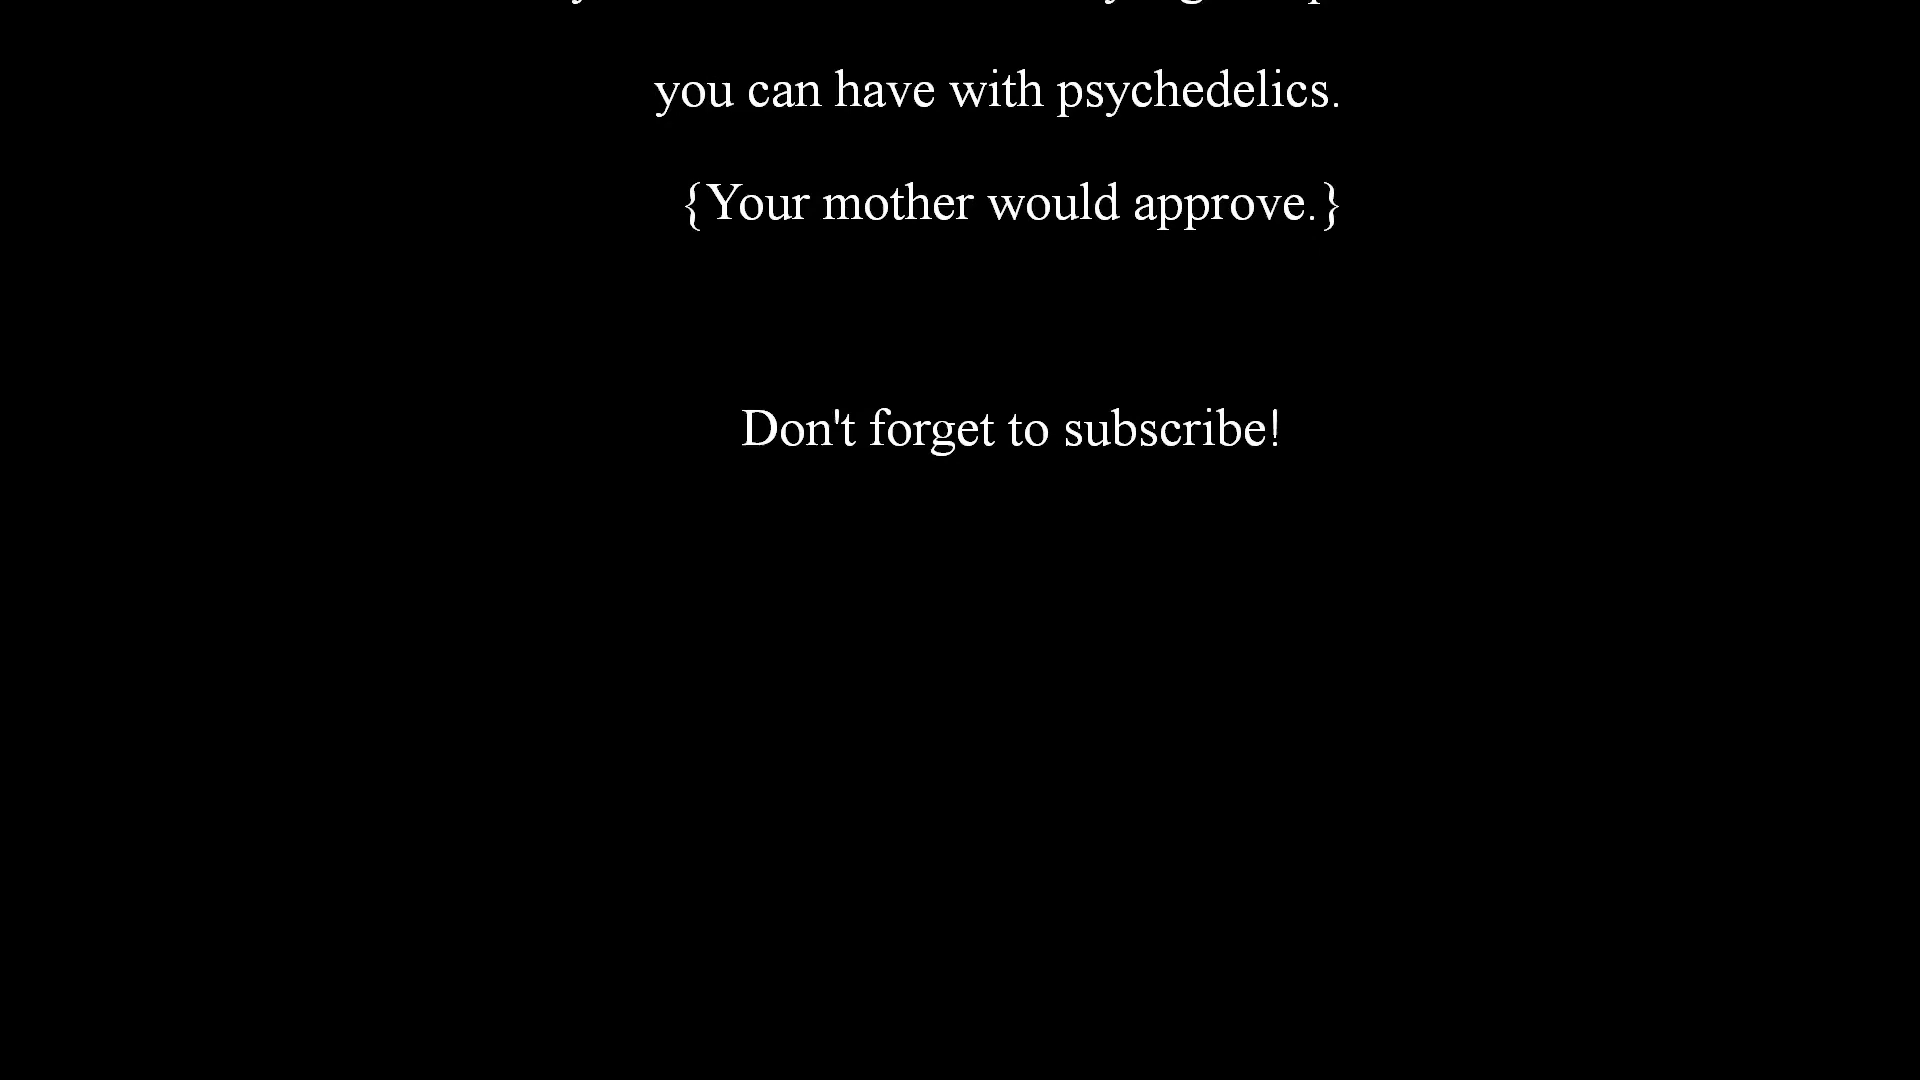 you can have with psychedelics.
{Your mother would approve.}
Don't forget to subscribe!